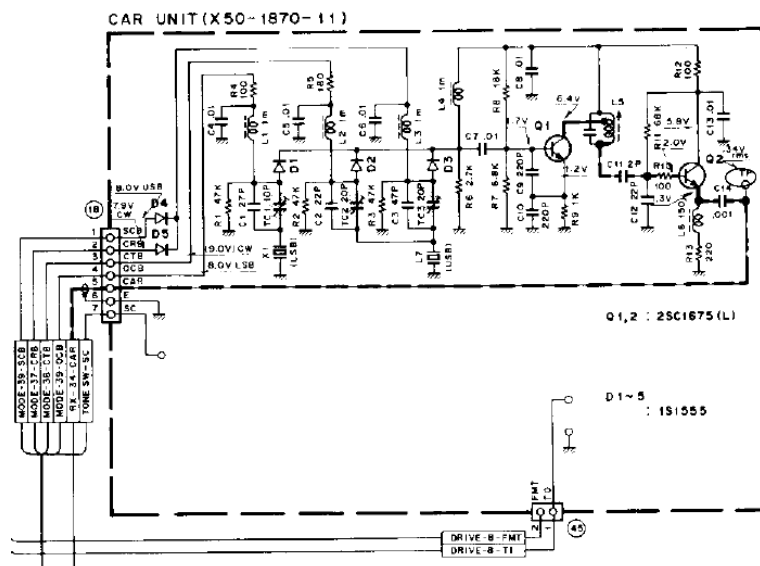 CAR UNIT (X50-1870-11)
R4
100
R5
180
C4 .01
L1 1m
C5 .01
L2 1m
C6 .01
L3 1m
L4 1m
R8 18K
C8 .01
6.4V
Q1
1.7V
C7 .01
L5
R12
100
R11 68K
5.8V
2.0V
C13 .01
Q2
.34V
rms
TP
R10
100
C11 2P
C14
.001
1.3V
C12 22P
L6 150
R13
220
D1
D2
D3
R1 47K
C1 27P
TC1 10P
R2 47K
C2 22P
TC2 20P
R3 47K
C3 47P
TC3 20P
R6 2.7K
R7 6.8K
C9 220P
C10
220P
1.2V
R9 1K
X1
(LSB)
L7
(USB)
8.0V USB
7.9V
CW
D4
D5
(9.0V) CW
8.0V LSB
18
1 SCB
2 CRB
3 CTB
4 OCB
5 CAR
6 E
7 SC
MODE-39-SCB
MODE-37-CRB
MODE-38-CTB
MODE-39-OCB
RX-34-CAR
TONE SW-SC
Q1,2 : 2SC1675(L)
D1~5
: 1S1555
FMT
TO
2 1
45
DRIVE-8-FMT
DRIVE-8-TI